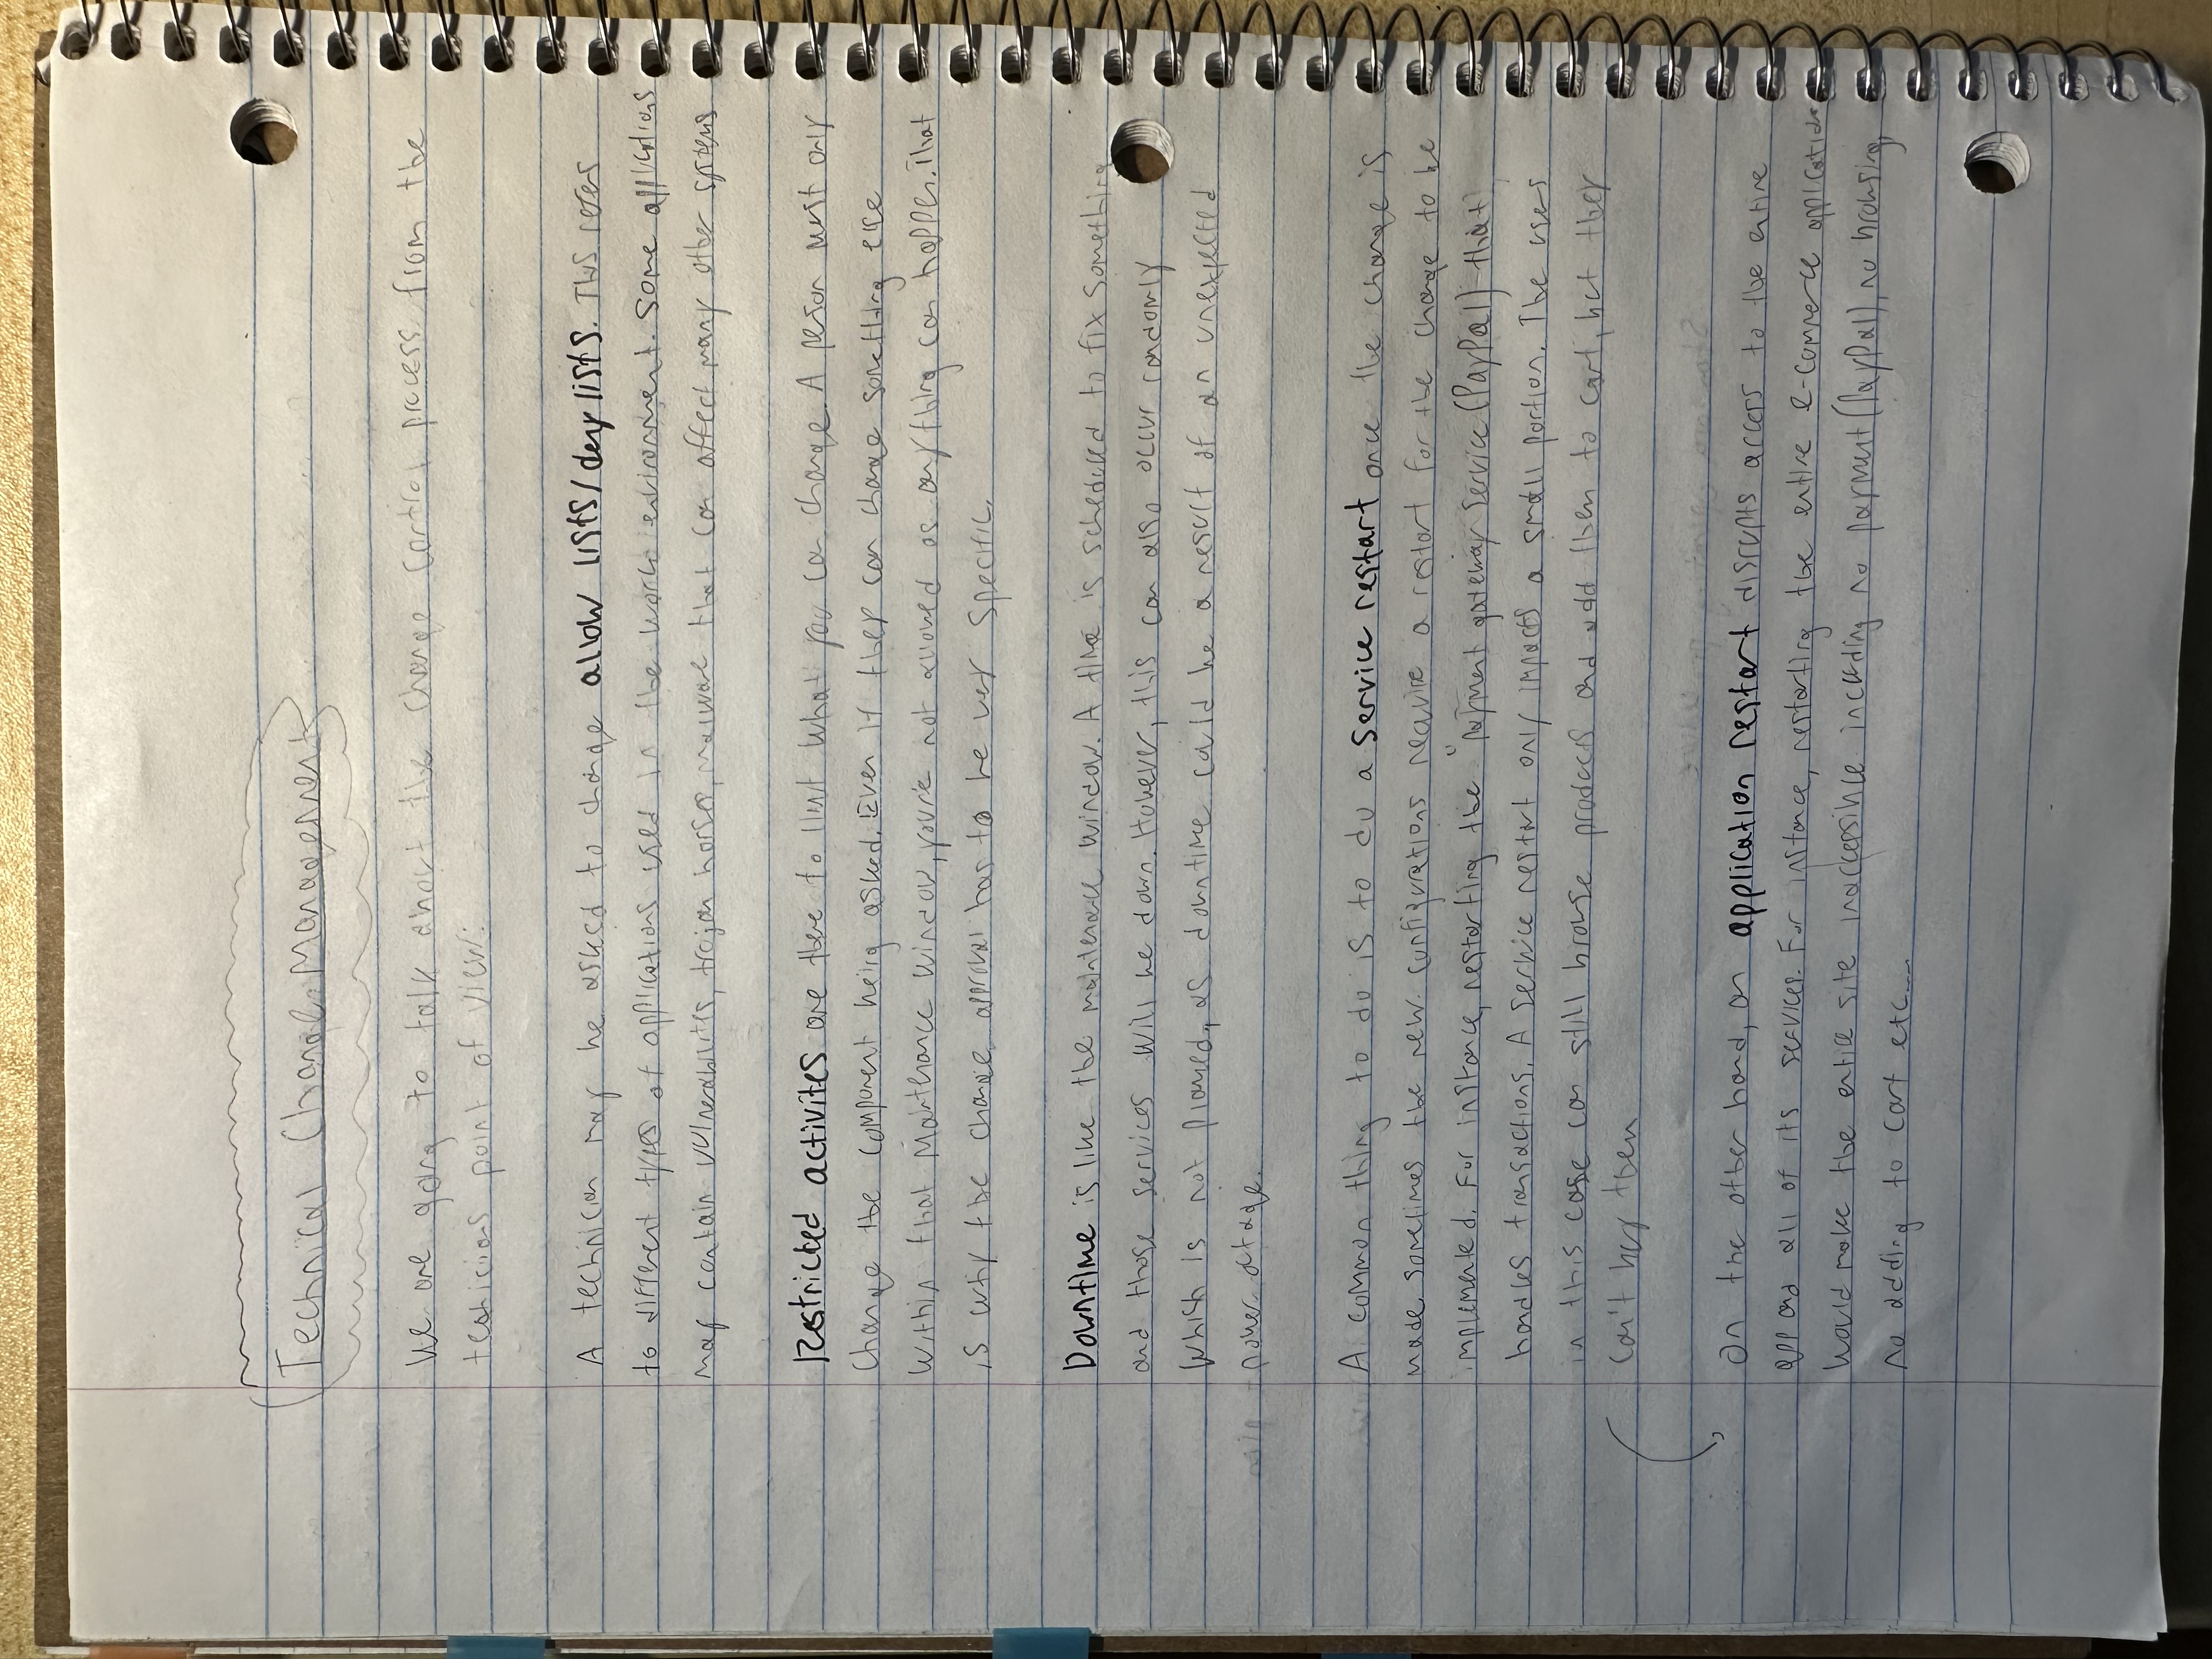 Technical Change Management
We are going to talk about the change control process from the
technicians point of view:
A technician may be asked to change allow lists/deny lists. This refers
to different types of applications used in the work environment. Some applications
may contain vulnerabilites, trojan horses, malware that can affect many other systems
Restricted activites are there to limit what you can change. A person must only
change the component being asked. Even if they can change something else
within that maintenance window, you're not allowed as anything can happen. That
is why the change approval has to be very specific.
Downtime is like the maintenance window. A time is scheduled to fix something
and those services will be down. However, this can also occur randomly
which is not planned, as downtime could be a result of an unexpected
power outage.
A common thing to do is to do a service restart once the change is
made sometimes the new configurations require a restart for the change to be
implemented. For instance, restarting the "payment gateway service (PayPal) that
handles transactions. A service restart only impacts a small portion. The users
in this case can still browse products and add them to cart, but they
can't buy them
On the other hand, an application restart disrupts access to the entire
app and all of its services. For instance, restarting the entire e-commerce application
would make the entire site inaccessible including no payment (PayPal), no browsing,
no adding to cart etc....